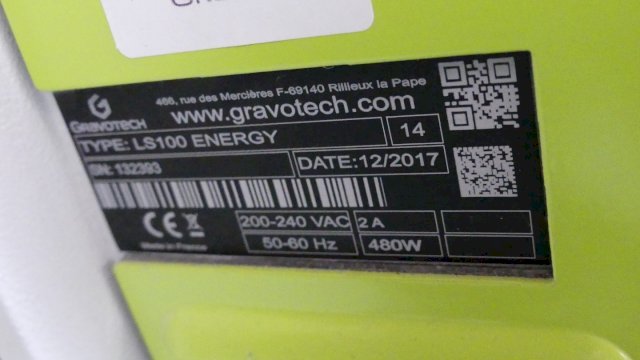 466, rue des Mercières F-69140 Rillieux la Pape
GRAVOTECH
www.gravotech.com
TYPE: LS100 ENERGY 14
SN: 132393 DATE:12/2017
CE 200-240 VAC 2 A
Made in France 50-60 Hz 480W